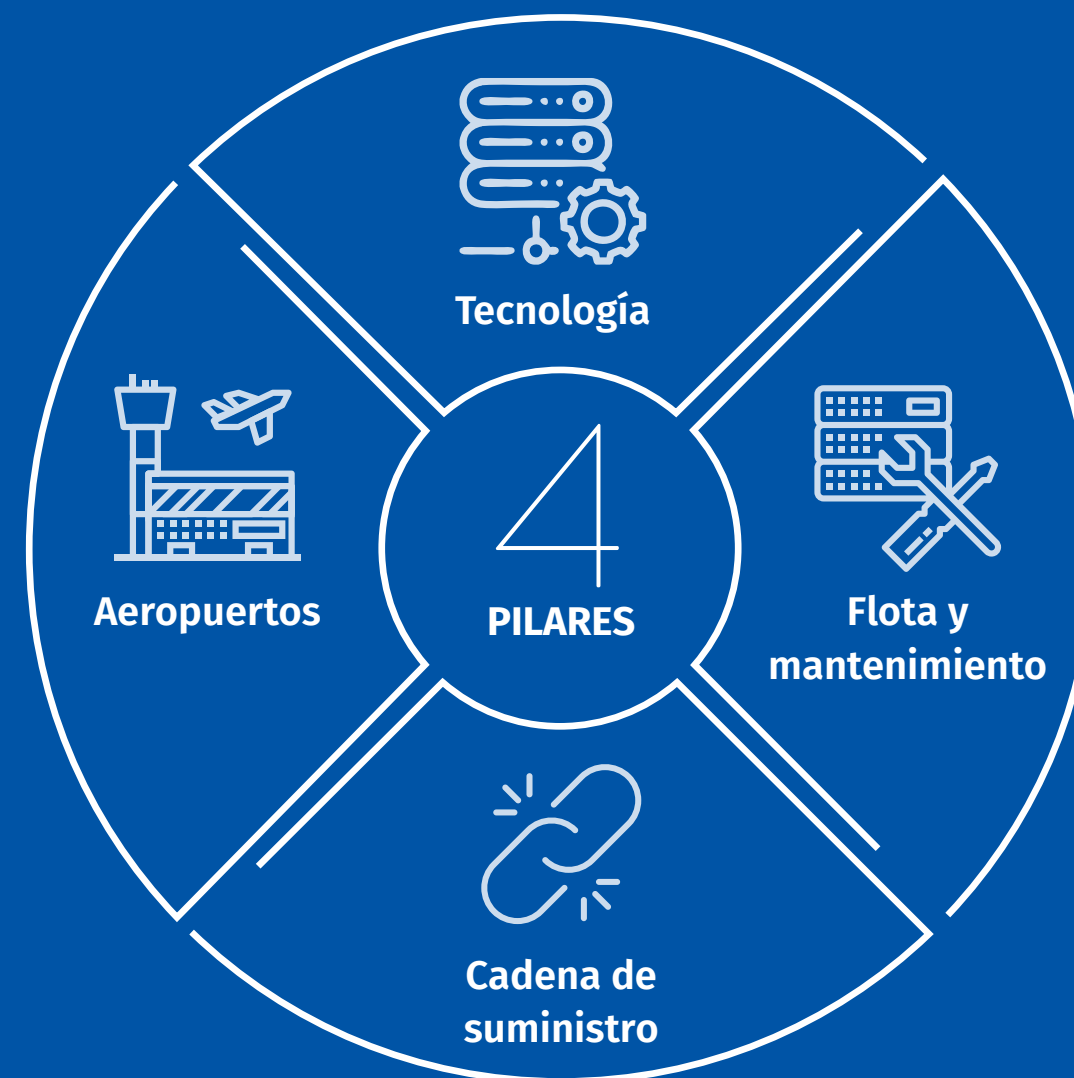 Tecnología
Aeropuertos
4
PILARES
Flota y
mantenimiento
Cadena de
suministro